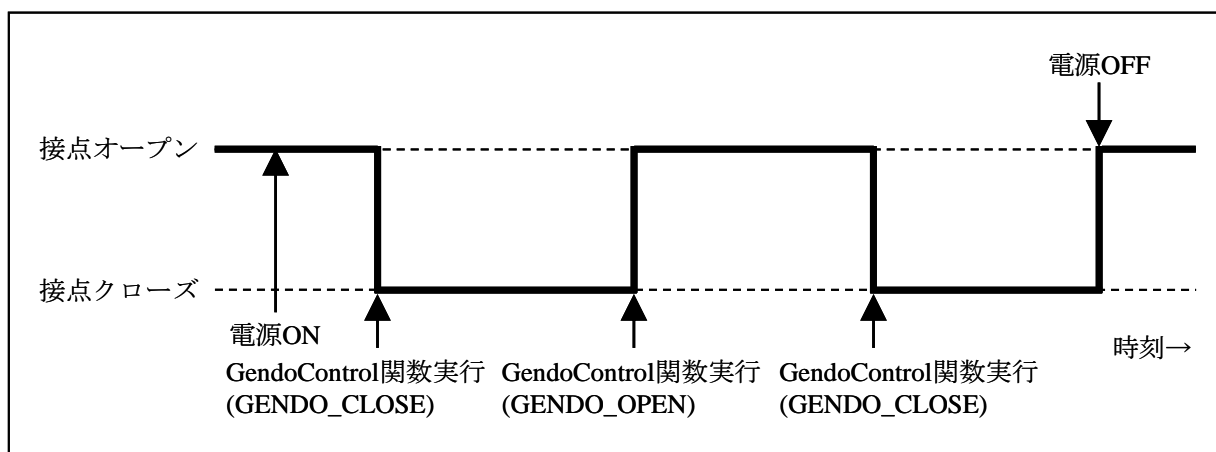 電源OFF
接点オープン
接点クローズ
電源ON
時刻→
GendoControl関数実行
(GENDO_CLOSE)
GendoControl関数実行
(GENDO_OPEN)
GendoControl関数実行
(GENDO_CLOSE)